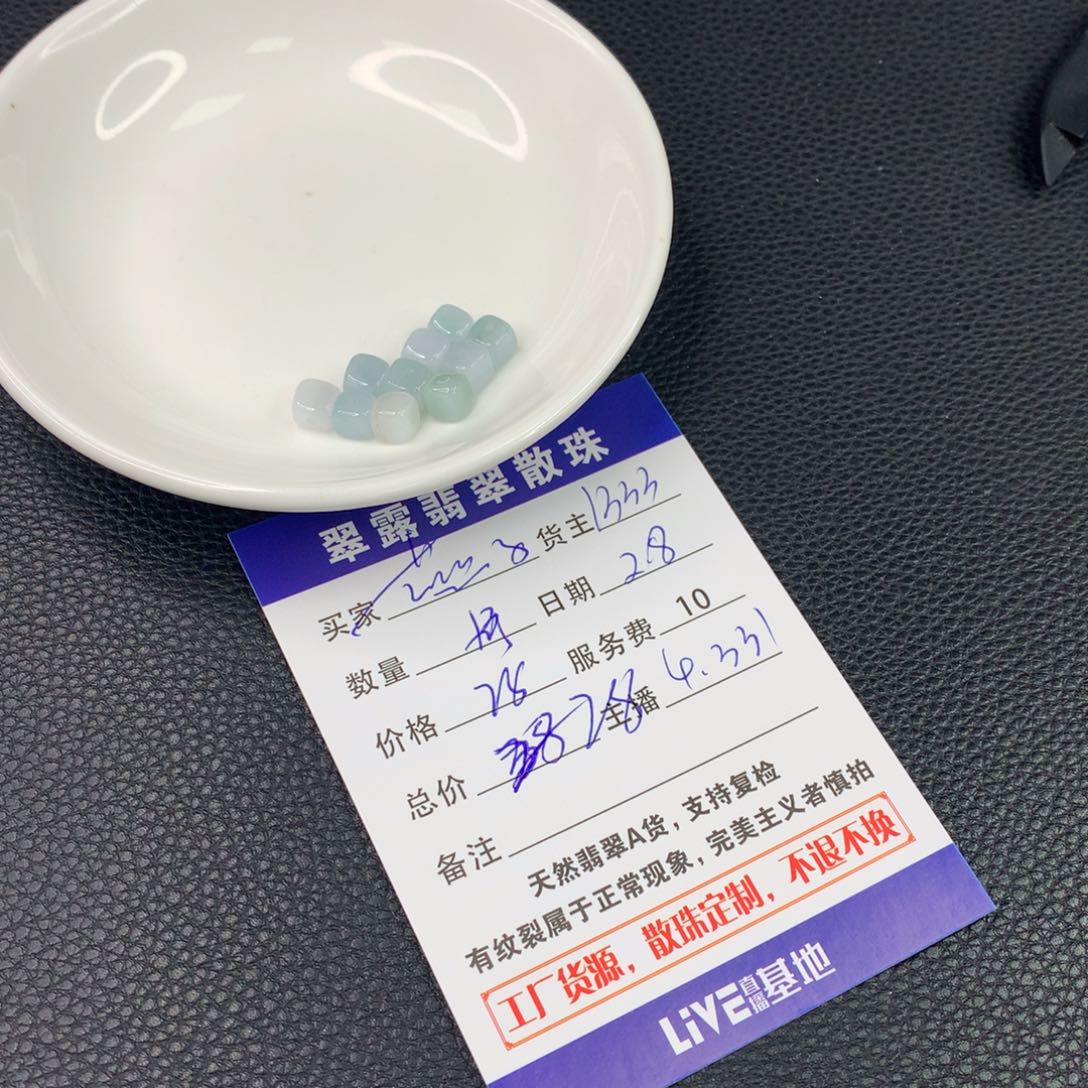 翠露翡翠散珠
买家 货主 1333
数量 日期 28
价格 28 服务费 10
总价 28 主播 4.331
备注
天然翡翠A货，支持复检
有纹裂属于正常现象，完美主义者慎拍
工厂货源，散珠定制，不退不换
LiVE直播基地